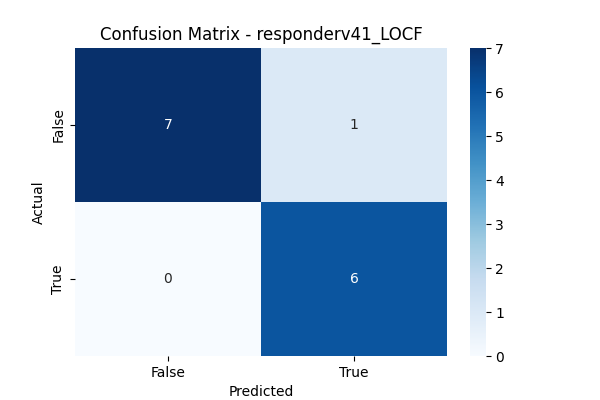 Confusion Matrix - responderv41_LOCF
Actual
False
7
1
True
0
6
False
True
Predicted
7
6
5
4
3
2
1
0